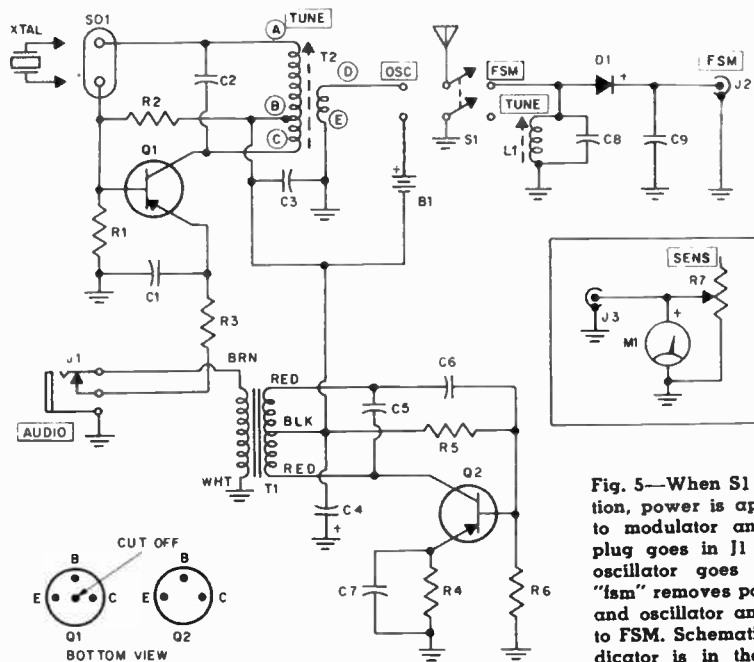 XTAL
SO1
A
TUNE
T2
C2
D
OSC
FSM
D1
+
FSM
J2
R2
B
E
TUNE
C
S1
L1
C8
C9
Q1
C3
+
B1
R1
SENS
R7
C1
J3
+
M1
R3
J1
BRN
C6
RED
C5
BLK
R5
AUDIO
RED
Q2
WHT
T1
C4
+
CUT OFF
B
B
E
C
E
C
C7
R4
R6
Q1
Q2
BOTTOM VIEW
Fig. 5—When S1
tion, power is ap
to modulator an
plug goes in J1
oscillator goes
"fsm" removes po
and oscillator an
to FSM. Schemati
dicator is in the